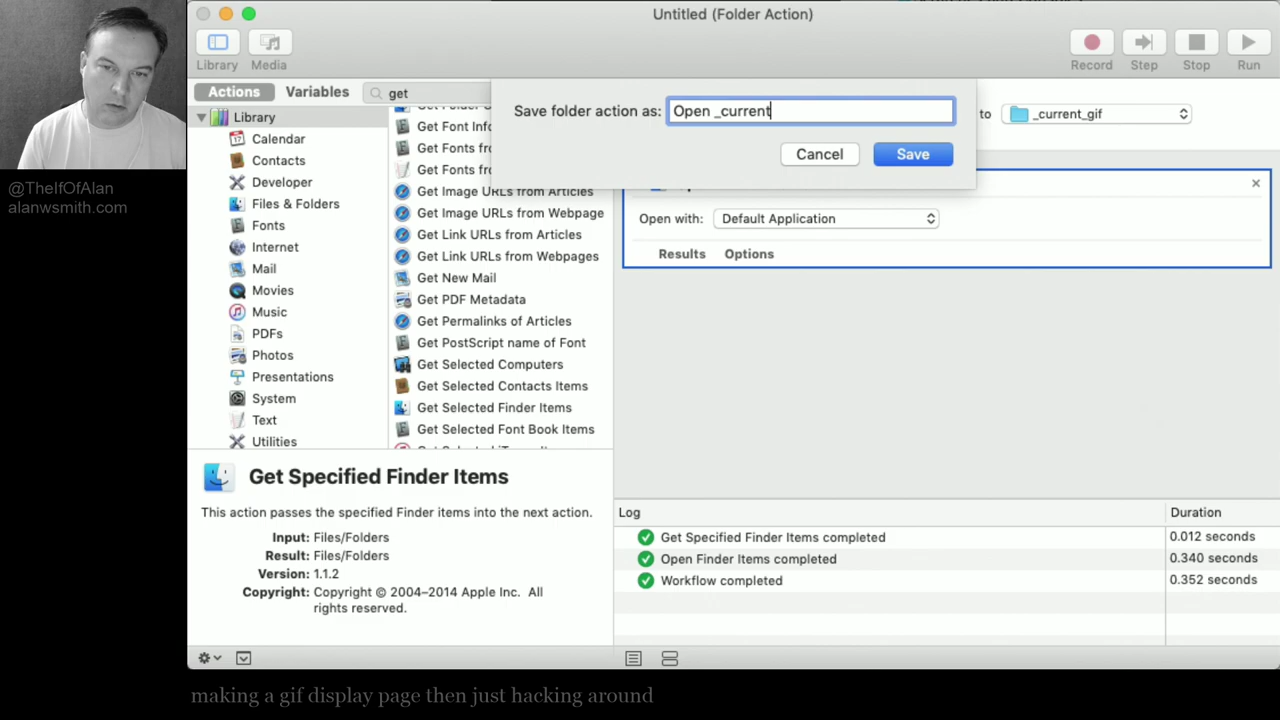 Untitled (Folder Action)
Library
Media
Record
Step
Stop
Run
Actions
Variables
get
Save folder action as:
Open _current
to
_current_gif
Cancel
Save
Library
Calendar
Contacts
Developer
Files & Folders
Fonts
Internet
Mail
Movies
Music
PDFs
Photos
Presentations
System
Text
Utilities
Get Font Info
Get Fonts
Get Fonts
Get Image URLs from Articles
Get Image URLs from Webpage
Get Link URLs from Articles
Get Link URLs from Webpages
Get New Mail
Get PDF Metadata
Get Permalinks of Articles
Get PostScript name of Font
Get Selected Computers
Get Selected Contacts Items
Get Selected Finder Items
Get Selected Font Book Items
Open with:
Default Application
Results
Options
@TheIfOfAlan
alanwsmith.com
Get Specified Finder Items
This action passes the specified Finder items into the next action.
Input: Files/Folders
Result: Files/Folders
Version: 1.1.2
Copyright: Copyright © 2004–2014 Apple Inc. All
rights reserved.
Log
Duration
Get Specified Finder Items completed
0.012 seconds
Open Finder Items completed
0.340 seconds
Workflow completed
0.352 seconds
making a gif display page then just hacking around